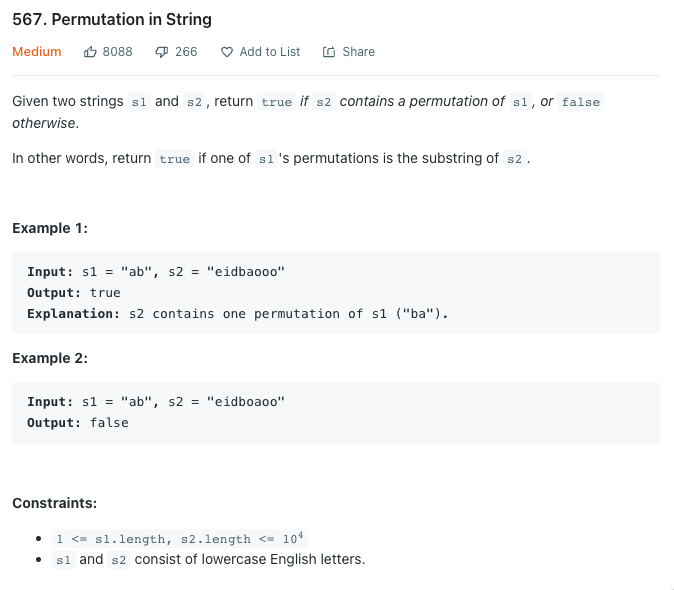 567. Permutation in String
Medium 8088 266 Add to List Share
Given two strings s1 and s2, return true if s2 contains a permutation of s1, or false
otherwise.
In other words, return true if one of s1's permutations is the substring of s2.
Example 1:
Input: s1 = "ab", s2 = "eidbaooo"
Output: true
Explanation: s2 contains one permutation of s1 ("ba").
Example 2:
Input: s1 = "ab", s2 = "eidboaoo"
Output: false
Constraints:
• 1 <= s1.length, s2.length <= 10⁴
• s1 and s2 consist of lowercase English letters.